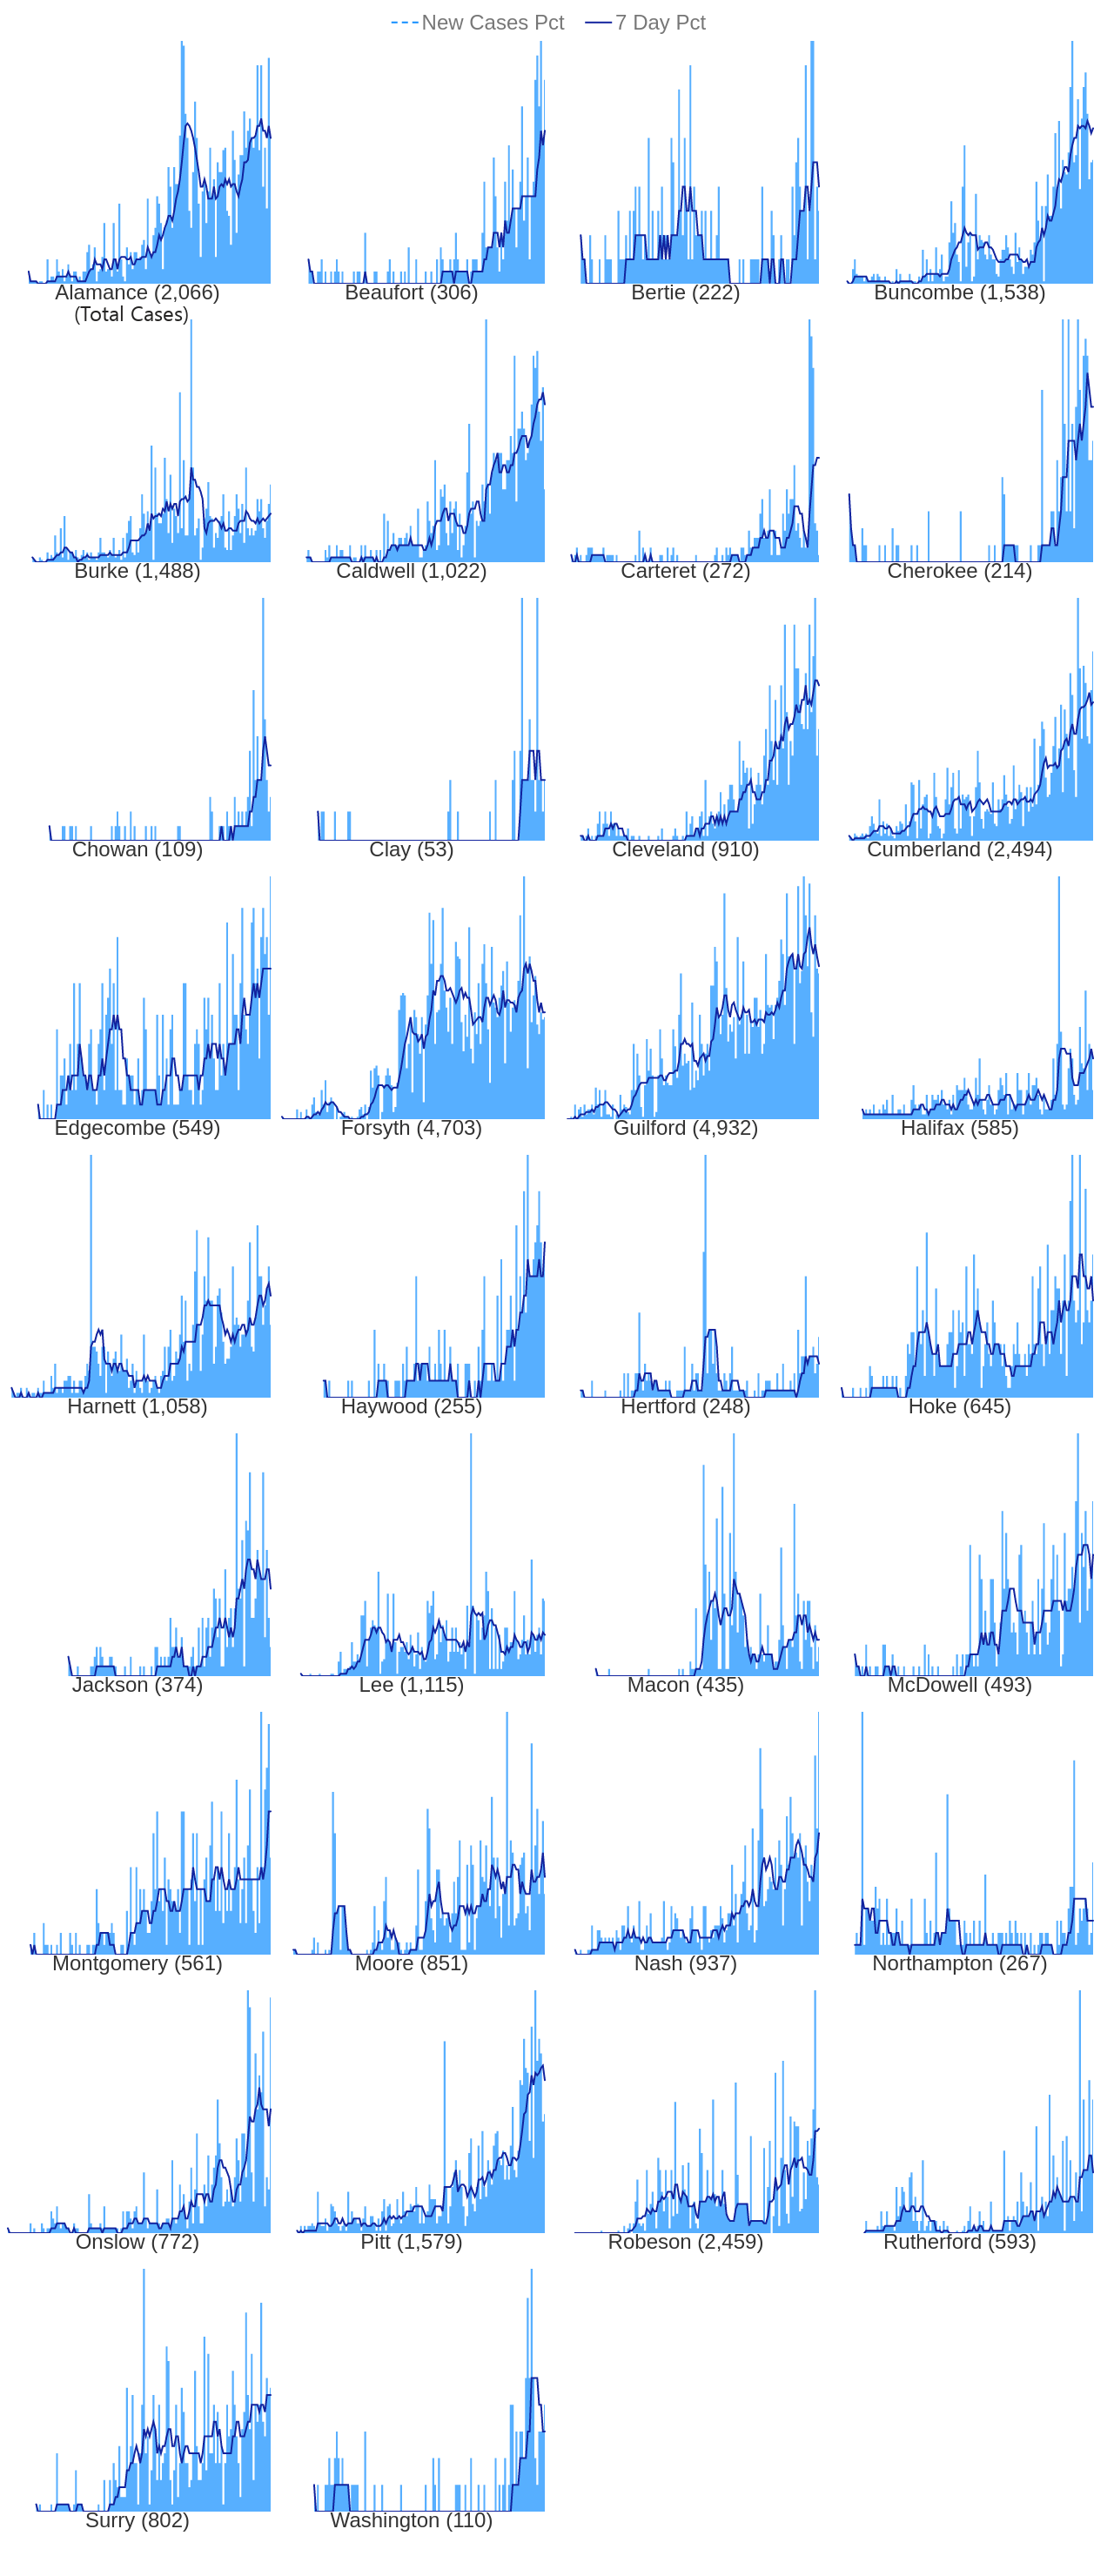 New Cases Pct 7 Day Pct
Alamance (2,066) Beaufort (306) Bertie (222) Buncombe (1,538)
(Total Cases)
Burke (1,488) Caldwell (1,022) Carteret (272) Cherokee (214)
Chowan (109) Clay (53) Cleveland (910) Cumberland (2,494)
Edgecombe (549) Forsyth (4,703) Guilford (4,932) Halifax (585)
Harnett (1,058) Haywood (255) Hertford (248) Hoke (645)
Jackson (374) Lee (1,115) Macon (435) McDowell (493)
Montgomery (561) Moore (851) Nash (937) Northampton (267)
Onslow (772) Pitt (1,579) Robeson (2,459) Rutherford (593)
Surry (802) Washington (110)